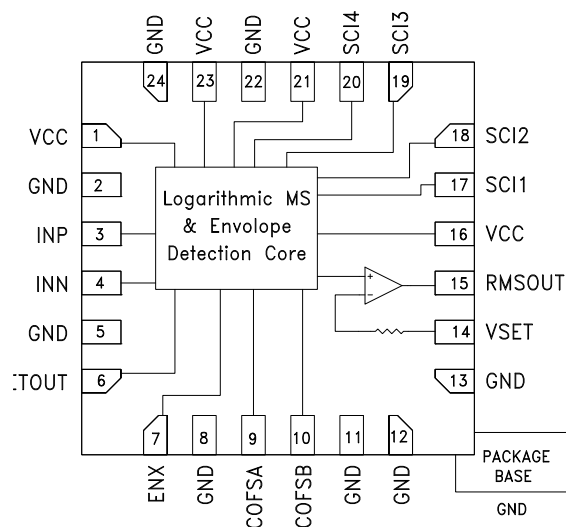 GND
VCC
GND
VCC
SCI4
SCI3
24
23
22
21
20
19
VCC
1
GND
2
INP
3
INN
4
GND
5
:TOUT
6
18
SCI2
17
SCI1
16
VCC
15
RMSOUT
14
VSET
13
GND
Logarithmic MS
& Envolope
Detection Core
+
−
7
8
9
10
11
12
ENX
GND
COFSA
COFSB
GND
GND
PACKAGE
BASE
GND